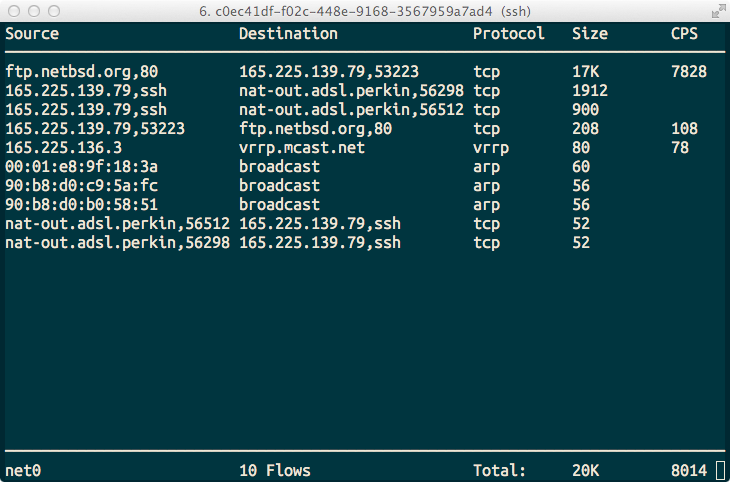 6. c0ec41df-f02c-448e-9168-3567959a7ad4 (ssh)
Source Destination Protocol Size CPS
ftp.netbsd.org,80 165.225.139.79,53223 tcp 17K 7828
165.225.139.79,ssh nat-out.adsl.perkin,56298 tcp 1912
165.225.139.79,ssh nat-out.adsl.perkin,56512 tcp 900
165.225.139.79,53223 ftp.netbsd.org,80 tcp 208 108
165.225.136.3 vrrp.mcast.net vrrp 80 78
00:01:e8:9f:18:3a broadcast arp 60
90:b8:d0:c9:5a:fc broadcast arp 56
90:b8:d0:b0:58:51 broadcast arp 56
nat-out.adsl.perkin,56512 165.225.139.79,ssh tcp 52
nat-out.adsl.perkin,56298 165.225.139.79,ssh tcp 52
net0 10 Flows Total: 20K 8014